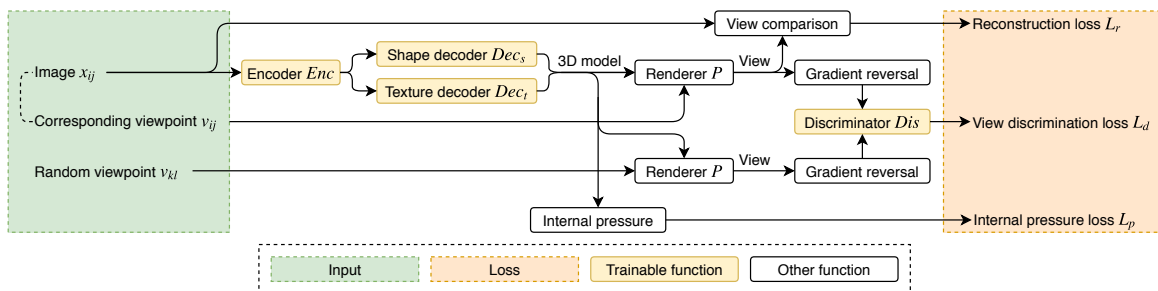 View comparison
Reconstruction loss L_r
Shape decoder Dec_s
3D model
Image x_ij
Encoder Enc
Renderer P
View
Gradient reversal
Texture decoder Dec_t
Corresponding viewpoint v_ij
Discriminator Dis
View discrimination loss L_d
Random viewpoint v_kl
Renderer P
View
Gradient reversal
Internal pressure
Internal pressure loss L_p
Input
Loss
Trainable function
Other function